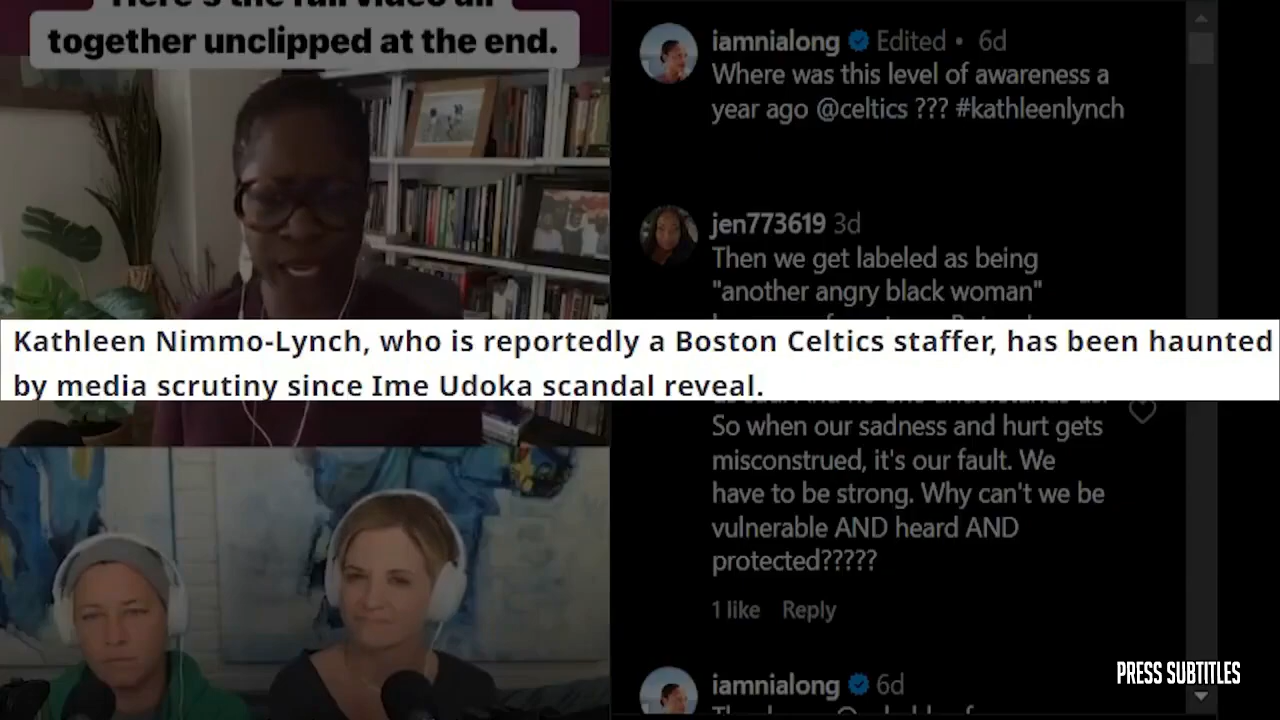 Here's the full video all
together unclipped at the end.
iamnialong Edited • 6d
Where was this level of awareness a
year ago @celtics ??? #kathleenlynch
jen773619 3d
Then we get labeled as being
"another angry black woman"
Kathleen Nimmo-Lynch, who is reportedly a Boston Celtics staffer, has been haunted
by media scrutiny since Ime Udoka scandal reveal.
So when our sadness and hurt gets
misconstrued, it's our fault. We
have to be strong. Why can't we be
vulnerable AND heard AND
protected?????
1 like Reply
iamnialong 6d
PRESS SUBTITLES